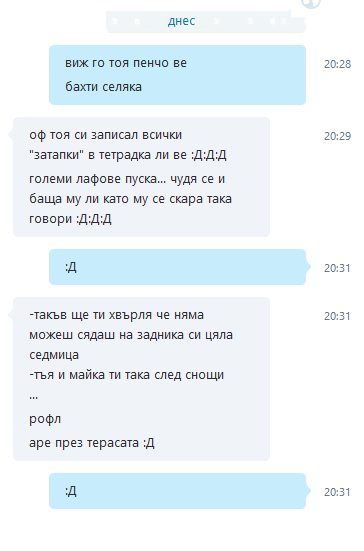 днес
виж го тоя пенчо ве
20:28
бахти селяка
оф тоя си записал всички
20:29
"затапки" в тетрадка ли ве :Д:Д:Д
големи лафове пуска... чудя се и
баща му ли като му се скара така
говори :Д:Д:Д
:Д
20:31
-такъв ще ти хвърля че няма
20:31
можеш сядаш на задника си цяла
седмица
-тъя и майка ти така след снощи
...
рофл
аре през терасата :Д
:Д
20:31